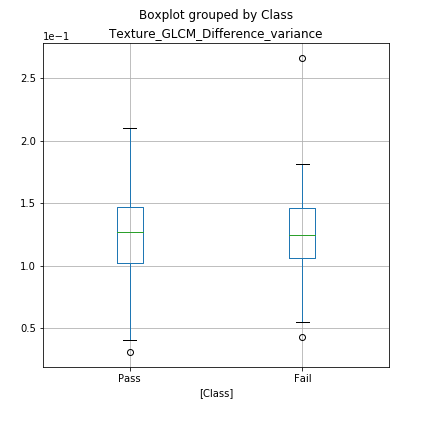 Boxplot grouped by Class
Texture_GLCM_Difference_variance
1e−1
2.5
2.0
1.5
1.0
0.5
Pass Fail
[Class]